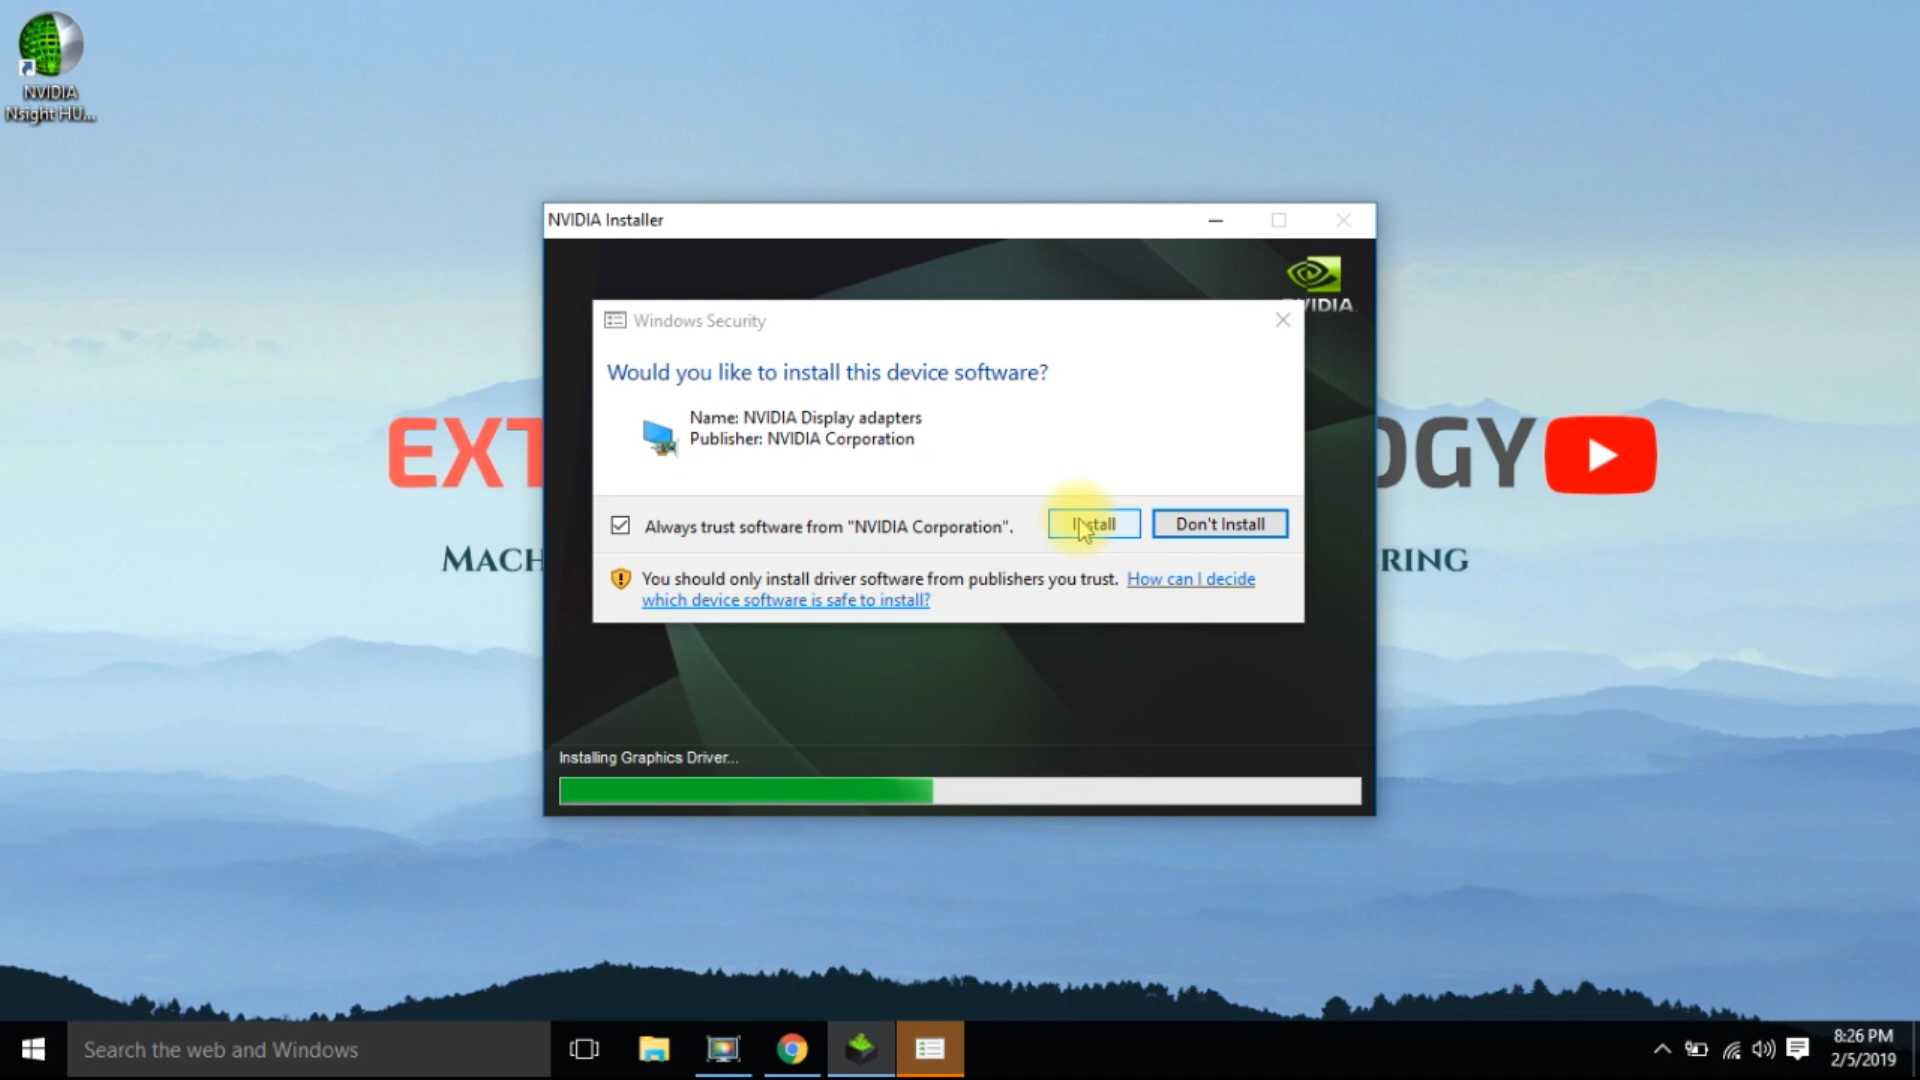 NVIDIA
Nsight HU...
NVIDIA Installer
NVIDIA
Windows Security
Would you like to install this device software?
Name: NVIDIA Display adapters
Publisher: NVIDIA Corporation
EXT
OGY
Always trust software from "NVIDIA Corporation".
Install
Don't Install
MACH
RING
You should only install driver software from publishers you trust. How can I decide
which device software is safe to install?
Installing Graphics Driver...
Search the web and Windows
8:26 PM
2/5/2019